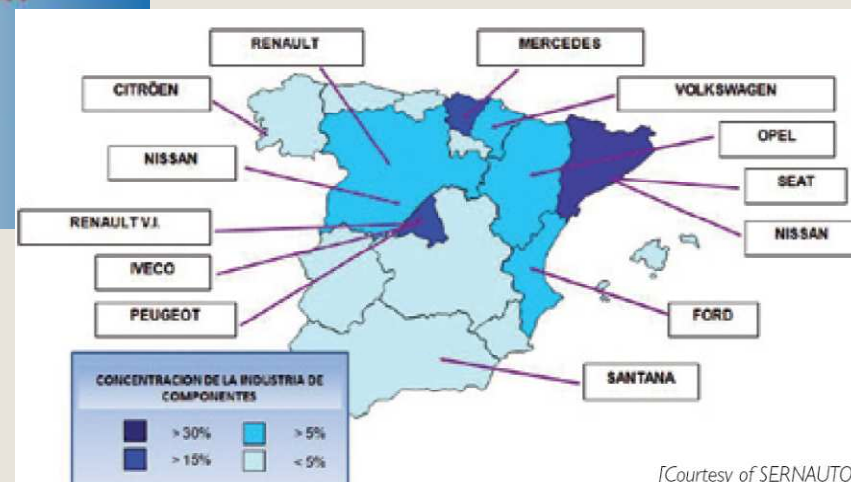 RENAULT
MERCEDES
CITRÖEN
VOLKSWAGEN
OPEL
NISSAN
SEAT
RENAULT V.I.
NISSAN
IVECO
PEUGEOT
FORD
SANTANA
CONCENTRACION DE LA INDUSTRIA DE
COMPONENTES
> 30%
> 5%
> 15%
< 5%
[Courtesy of SERNAUTO